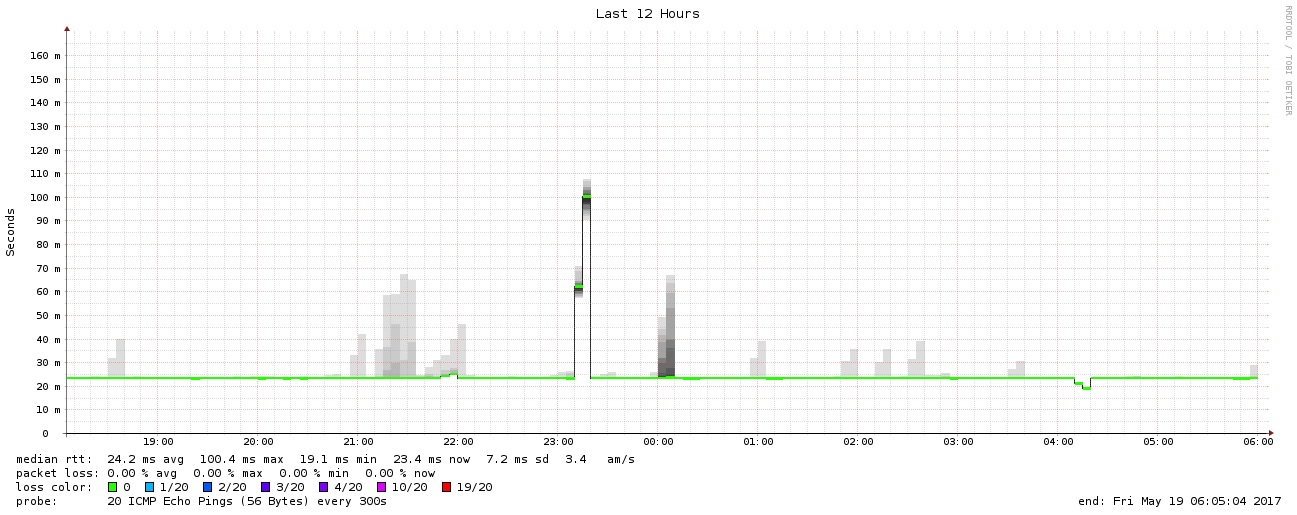 Last 12 Hours
RRDTOOL / TOBI OETIKER
Seconds
160 m
150 m
140 m
130 m
120 m
110 m
100 m
90 m
80 m
70 m
60 m
50 m
40 m
30 m
20 m
10 m
0
19:00 20:00 21:00 22:00 23:00 00:00 01:00 02:00 03:00 04:00 05:00 06:00
median rtt: 24.2 ms avg 100.4 ms max 19.1 ms min 23.4 ms now 7.2 ms sd 3.4 am/s
packet loss: 0.00 % avg 0.00 % max 0.00 % min 0.00 % now
loss color: 0 1/20 2/20 3/20 4/20 10/20 19/20
probe: 20 ICMP Echo Pings (56 Bytes) every 300s end: Fri May 19 06:05:04 2017